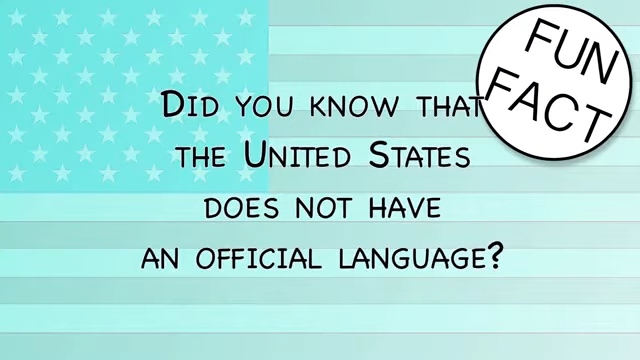 FUN
FACT
Did you know that
the United States
does not have
an official language?